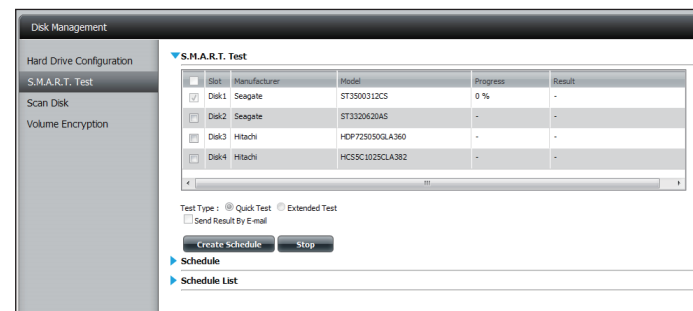 Disk Management
Hard Drive Configuration
S.M.A.R.T. Test
Scan Disk
Volume Encryption
S.M.A.R.T. Test
Slot Manufacturer Model Progress Result
Disk1 Seagate ST3500312CS 0 % -
Disk2 Seagate ST3320620AS - -
Disk3 Hitachi HDP725050GLA360 - -
Disk4 Hitachi HCS5C1025CLA382 - -
Test Type : Quick Test Extended Test
Send Result By E-mail
Create Schedule Stop
Schedule
Schedule List